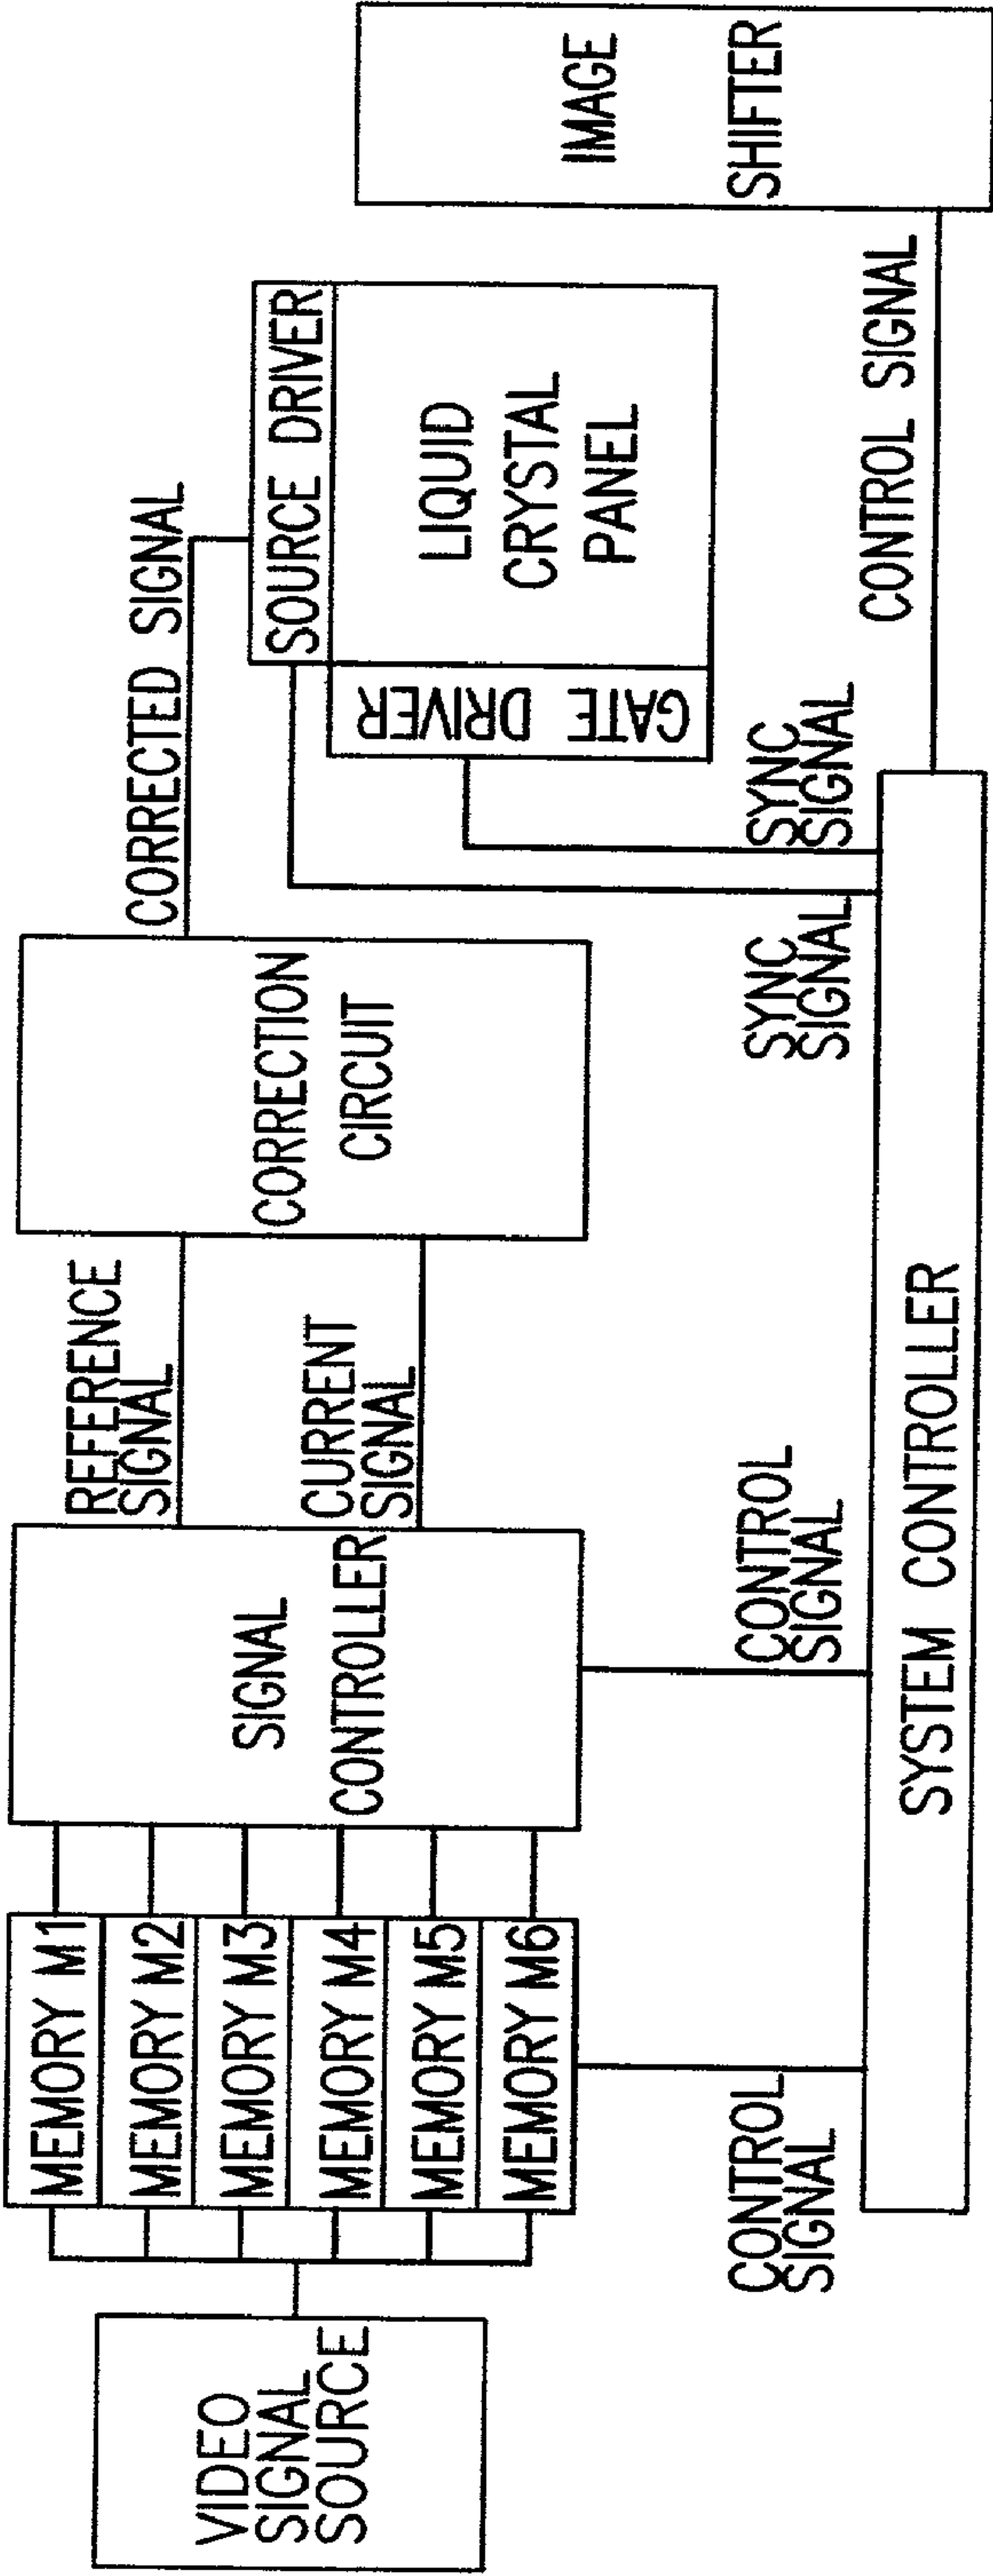 VIDEO
SIGNAL
SOURCE
MEMORY M1
MEMORY M2
MEMORY M3
MEMORY M4
MEMORY M5
MEMORY M6
CONTROL
SIGNAL
SIGNAL
CONTROLLER
CONTROL
SIGNAL
REFERENCE
SIGNAL
CURRENT
SIGNAL
CORRECTION
CIRCUIT
CORRECTED SIGNAL
SYNC
SIGNAL
SYNC
SIGNAL
GATE DRIVER
SOURCE DRIVER
LIQUID
CRYSTAL
PANEL
CONTROL SIGNAL
IMAGE
SHIFTER
SYSTEM CONTROLLER